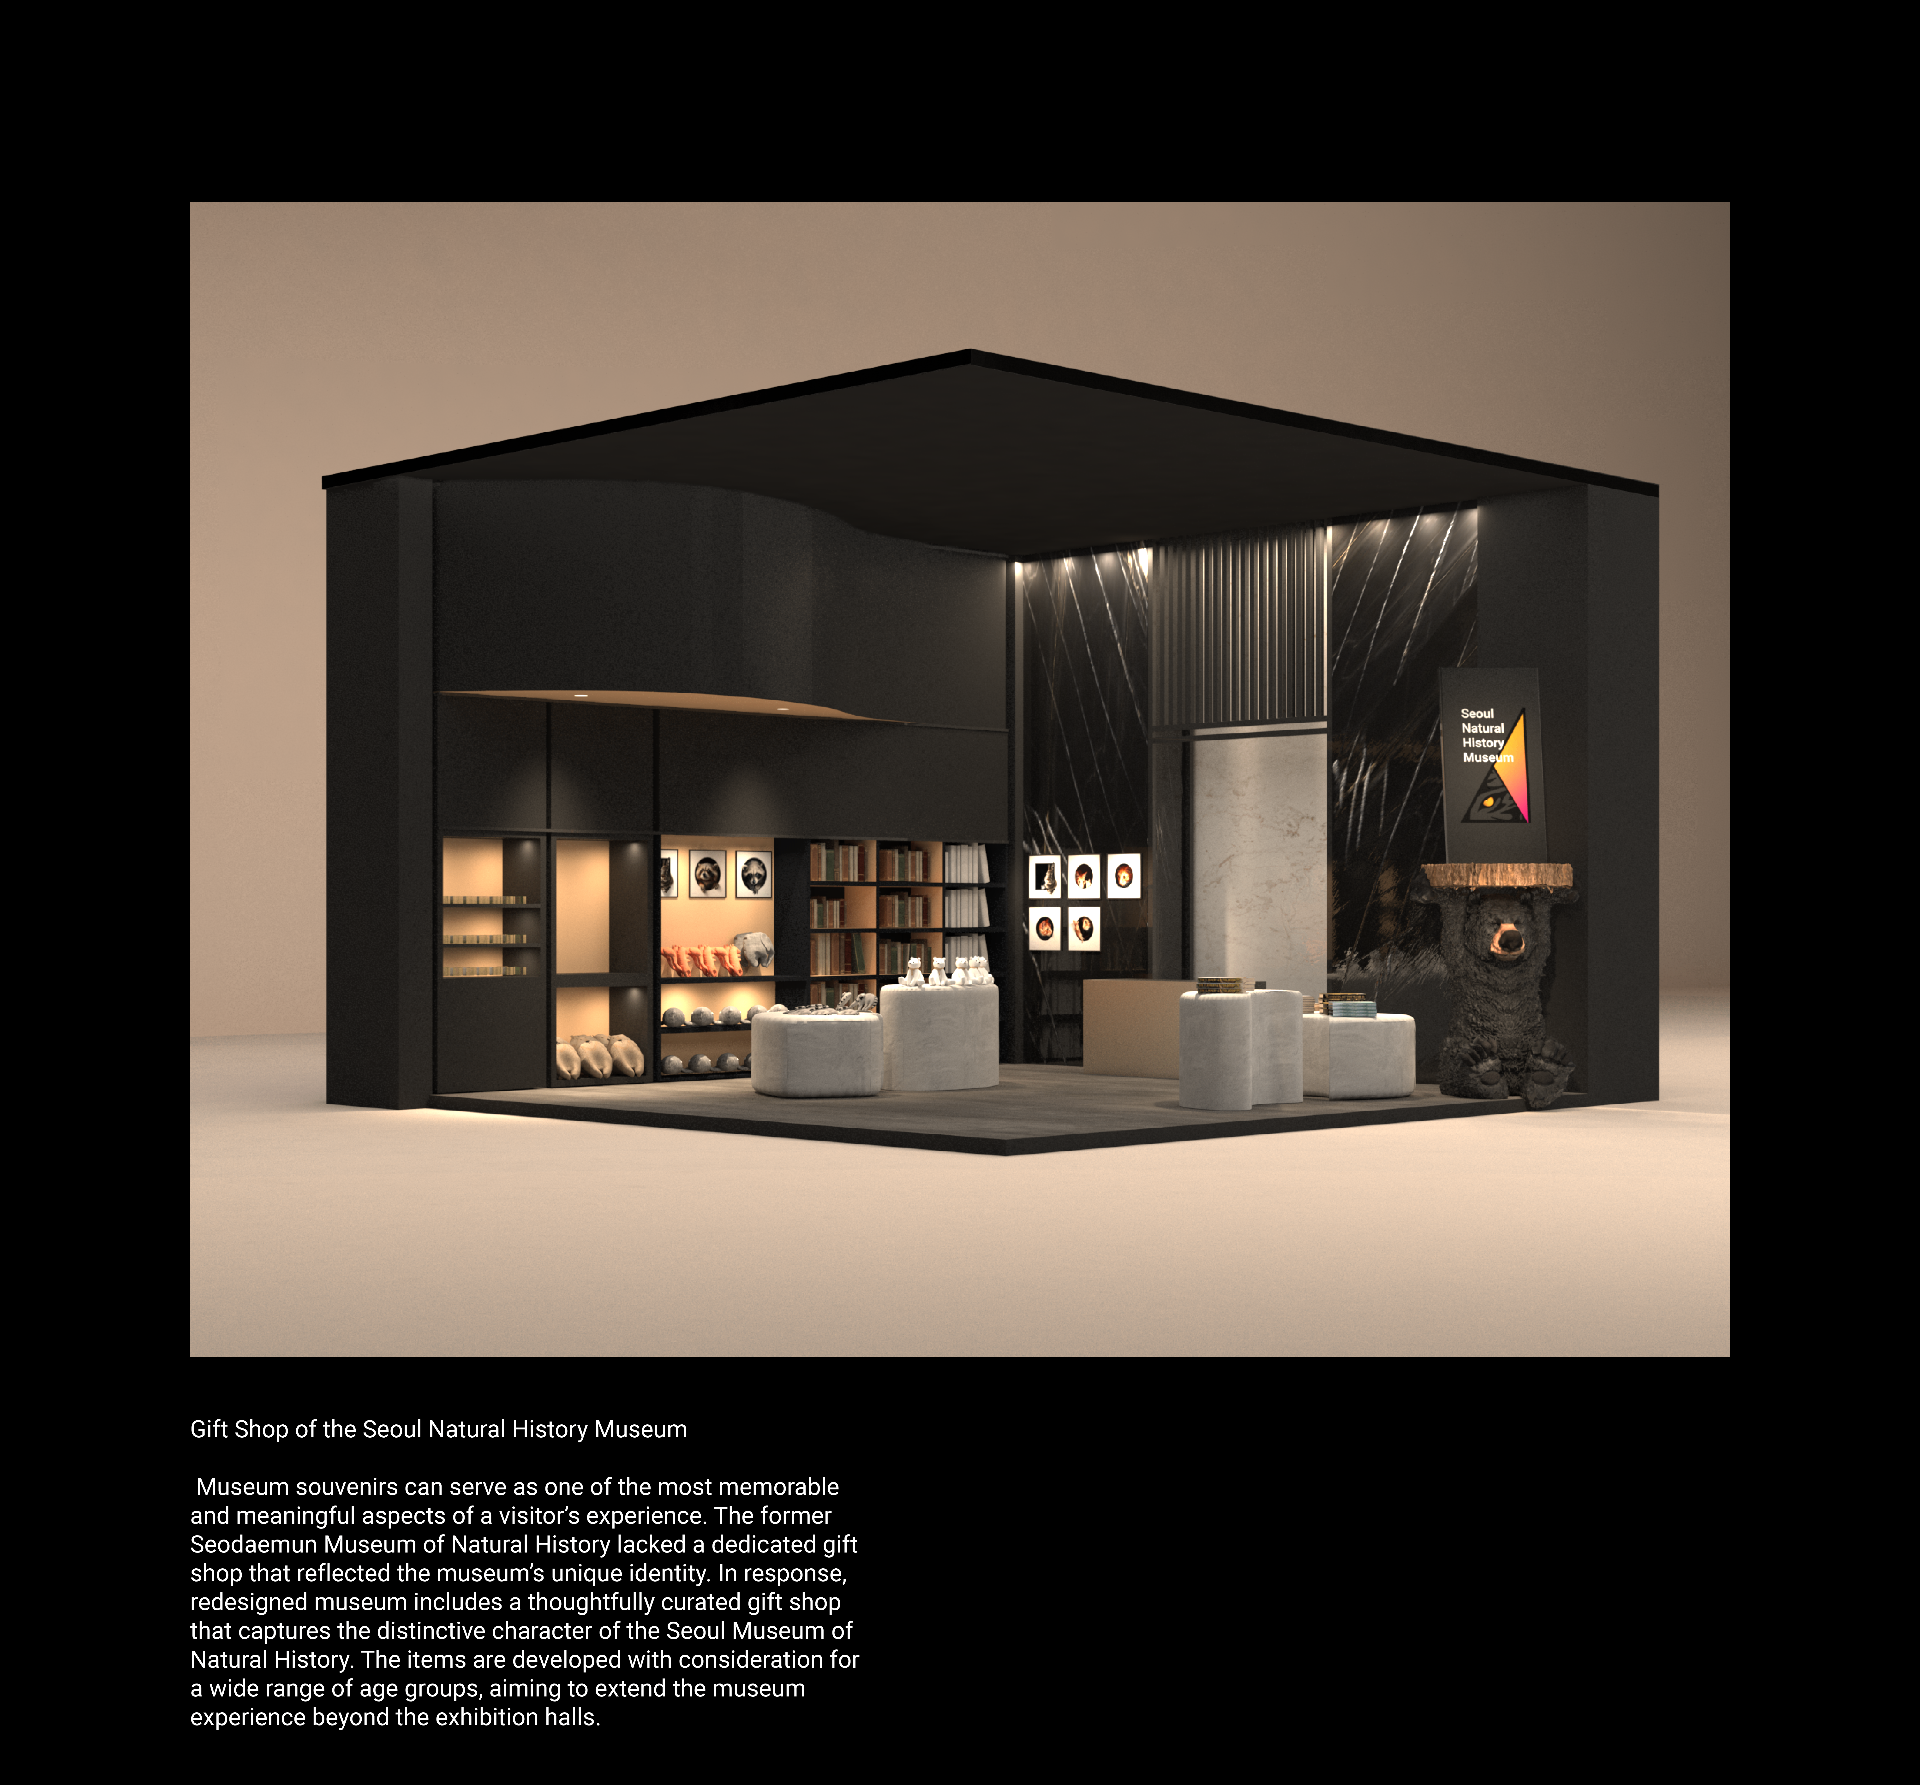 Seoul
Natural
History
Museum
Gift Shop of the Seoul Natural History Museum
Museum souvenirs can serve as one of the most memorable
and meaningful aspects of a visitor’s experience. The former
Seodaemun Museum of Natural History lacked a dedicated gift
shop that reflected the museum’s unique identity. In response,
redesigned museum includes a thoughtfully curated gift shop
that captures the distinctive character of the Seoul Museum of
Natural History. The items are developed with consideration for
a wide range of age groups, aiming to extend the museum
experience beyond the exhibition halls.